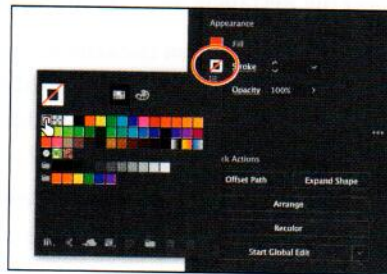 Appearance
Fill
Stroke
Opacity 100%
ck Actions
Offset Path Expand Shape
Arrange
Recolor
Start Global Edit